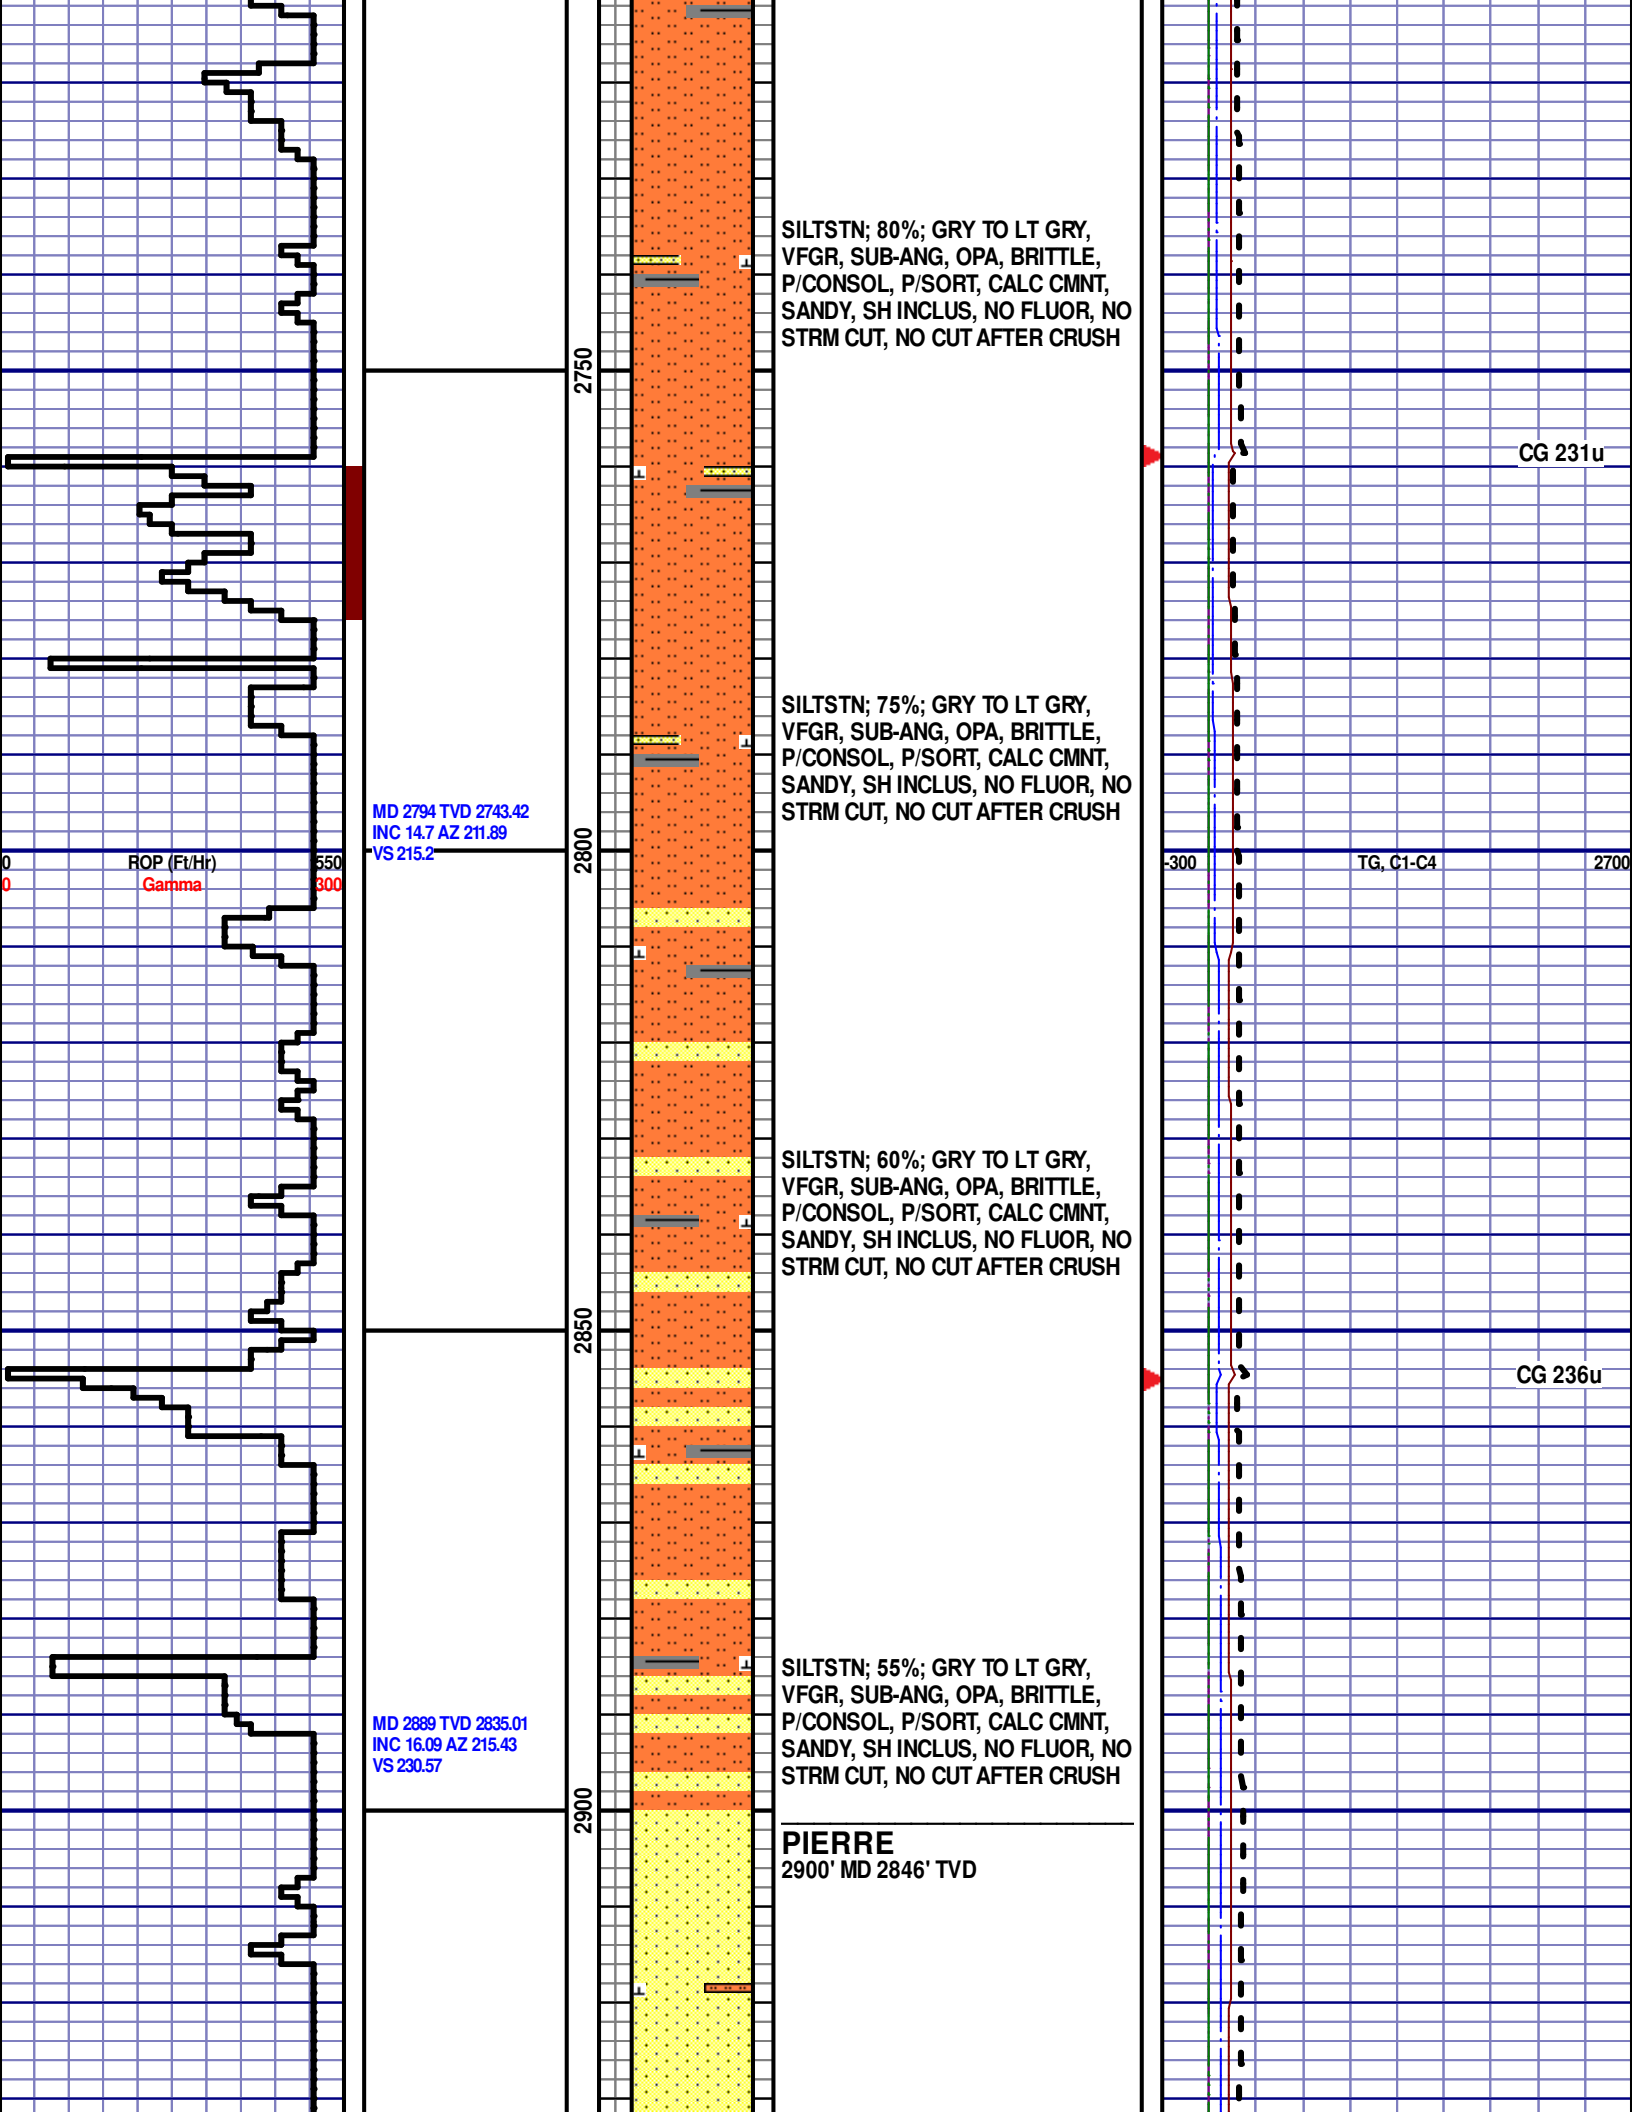 SILTSTN; 80%; GRY TO LT GRY,
VFGR, SUB-ANG, OPA, BRITTLE,
P/CONSOL, P/SORT, CALC CMNT,
SANDY, SH INCLUS, NO FLUOR, NO
STRM CUT, NO CUT AFTER CRUSH
2750
CG 231u
SILTSTN; 75%; GRY TO LT GRY,
VFGR, SUB-ANG, OPA, BRITTLE,
P/CONSOL, P/SORT, CALC CMNT,
SANDY, SH INCLUS, NO FLUOR, NO
STRM CUT, NO CUT AFTER CRUSH
MD 2794 TVD 2743.42
INC 14.7 AZ 211.89
VS 215.2
2800
0 ROP (Ft/Hr) 550
0 Gamma 300
-300 TG, C1-C4 2700
SILTSTN; 60%; GRY TO LT GRY,
VFGR, SUB-ANG, OPA, BRITTLE,
P/CONSOL, P/SORT, CALC CMNT,
SANDY, SH INCLUS, NO FLUOR, NO
STRM CUT, NO CUT AFTER CRUSH
2850
CG 236u
SILTSTN; 55%; GRY TO LT GRY,
VFGR, SUB-ANG, OPA, BRITTLE,
P/CONSOL, P/SORT, CALC CMNT,
SANDY, SH INCLUS, NO FLUOR, NO
STRM CUT, NO CUT AFTER CRUSH
MD 2889 TVD 2835.01
INC 16.09 AZ 215.43
VS 230.57
2900
PIERRE
2900' MD 2846' TVD